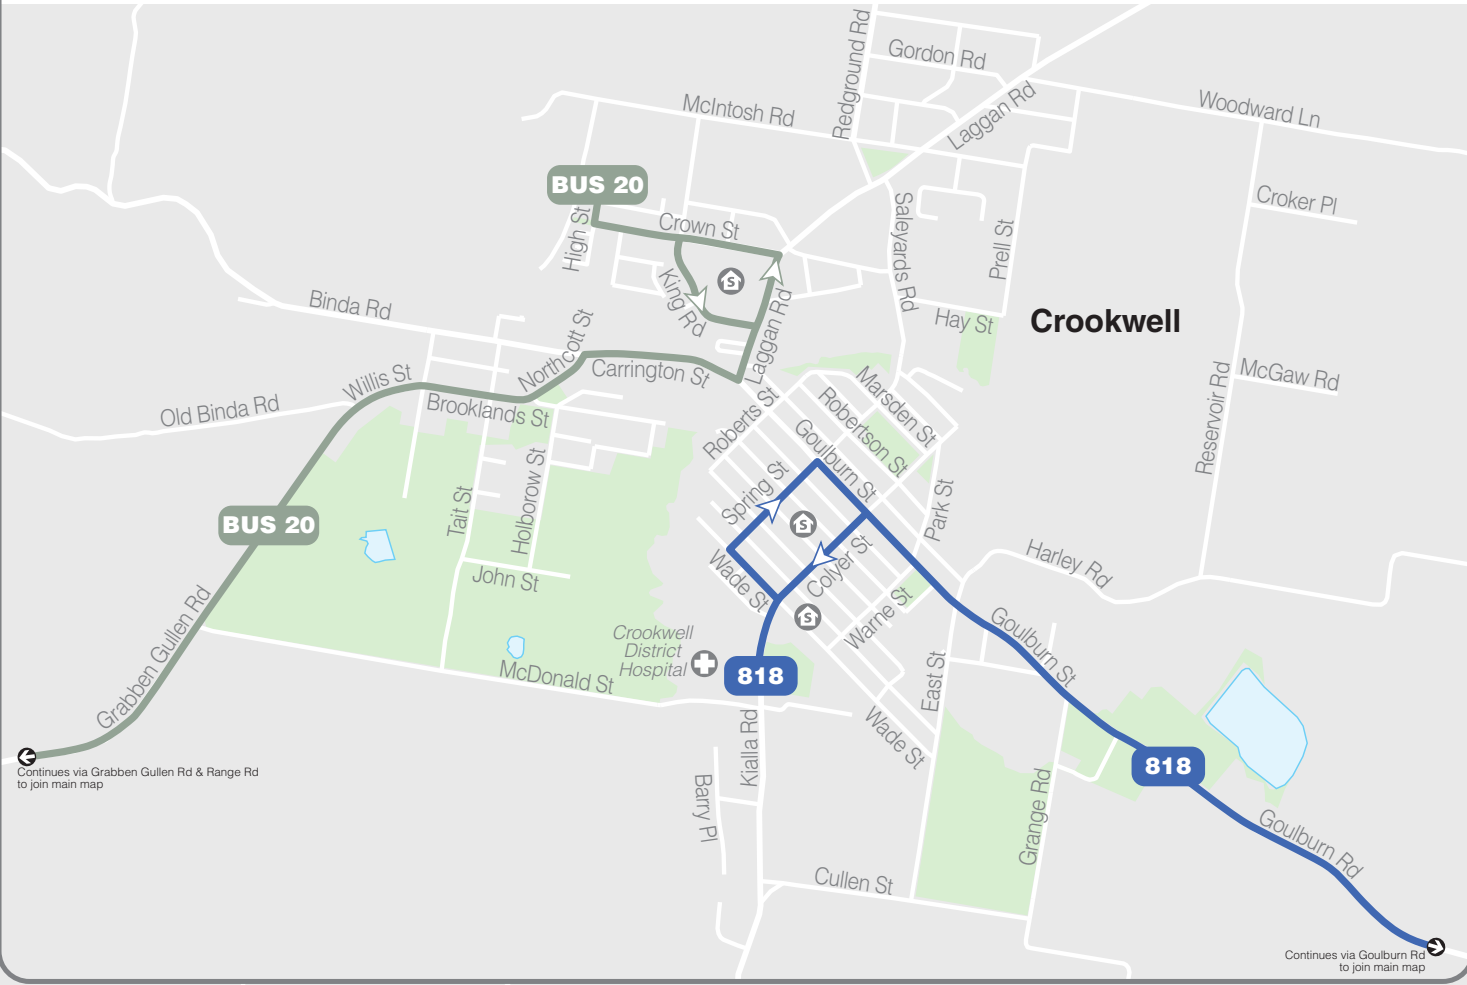 Redground Rd
Gordon Rd
Laggan Rd
McIntosh Rd
Woodward Ln
BUS 20
High St
Crown St
Saleyards Rd
Prell St
Croker Pl
King Rd
Laggan Rd
Binda Rd
Northcott St
Hay St
Crookwell
Willis St
Carrington St
Old Binda Rd
Brooklands St
Roberts St
Marsden St
Robertson St
Goulburn St
McGaw Rd
Reservoir Rd
Tait St
Holborow St
Spring St
Park St
BUS 20
Wade St
Colyer St
Harley Rd
John St
Warne St
Goulburn St
Grabben Gullen Rd
Crookwell
District
Hospital
McDonald St
818
East St
Kialla Rd
Wade St
818
Continues via Grabben Gullen Rd & Range Rd
to join main map
Barry Pl
Grange Rd
Goulburn Rd
Cullen St
Continues via Goulburn Rd
to join main map
S
S
S